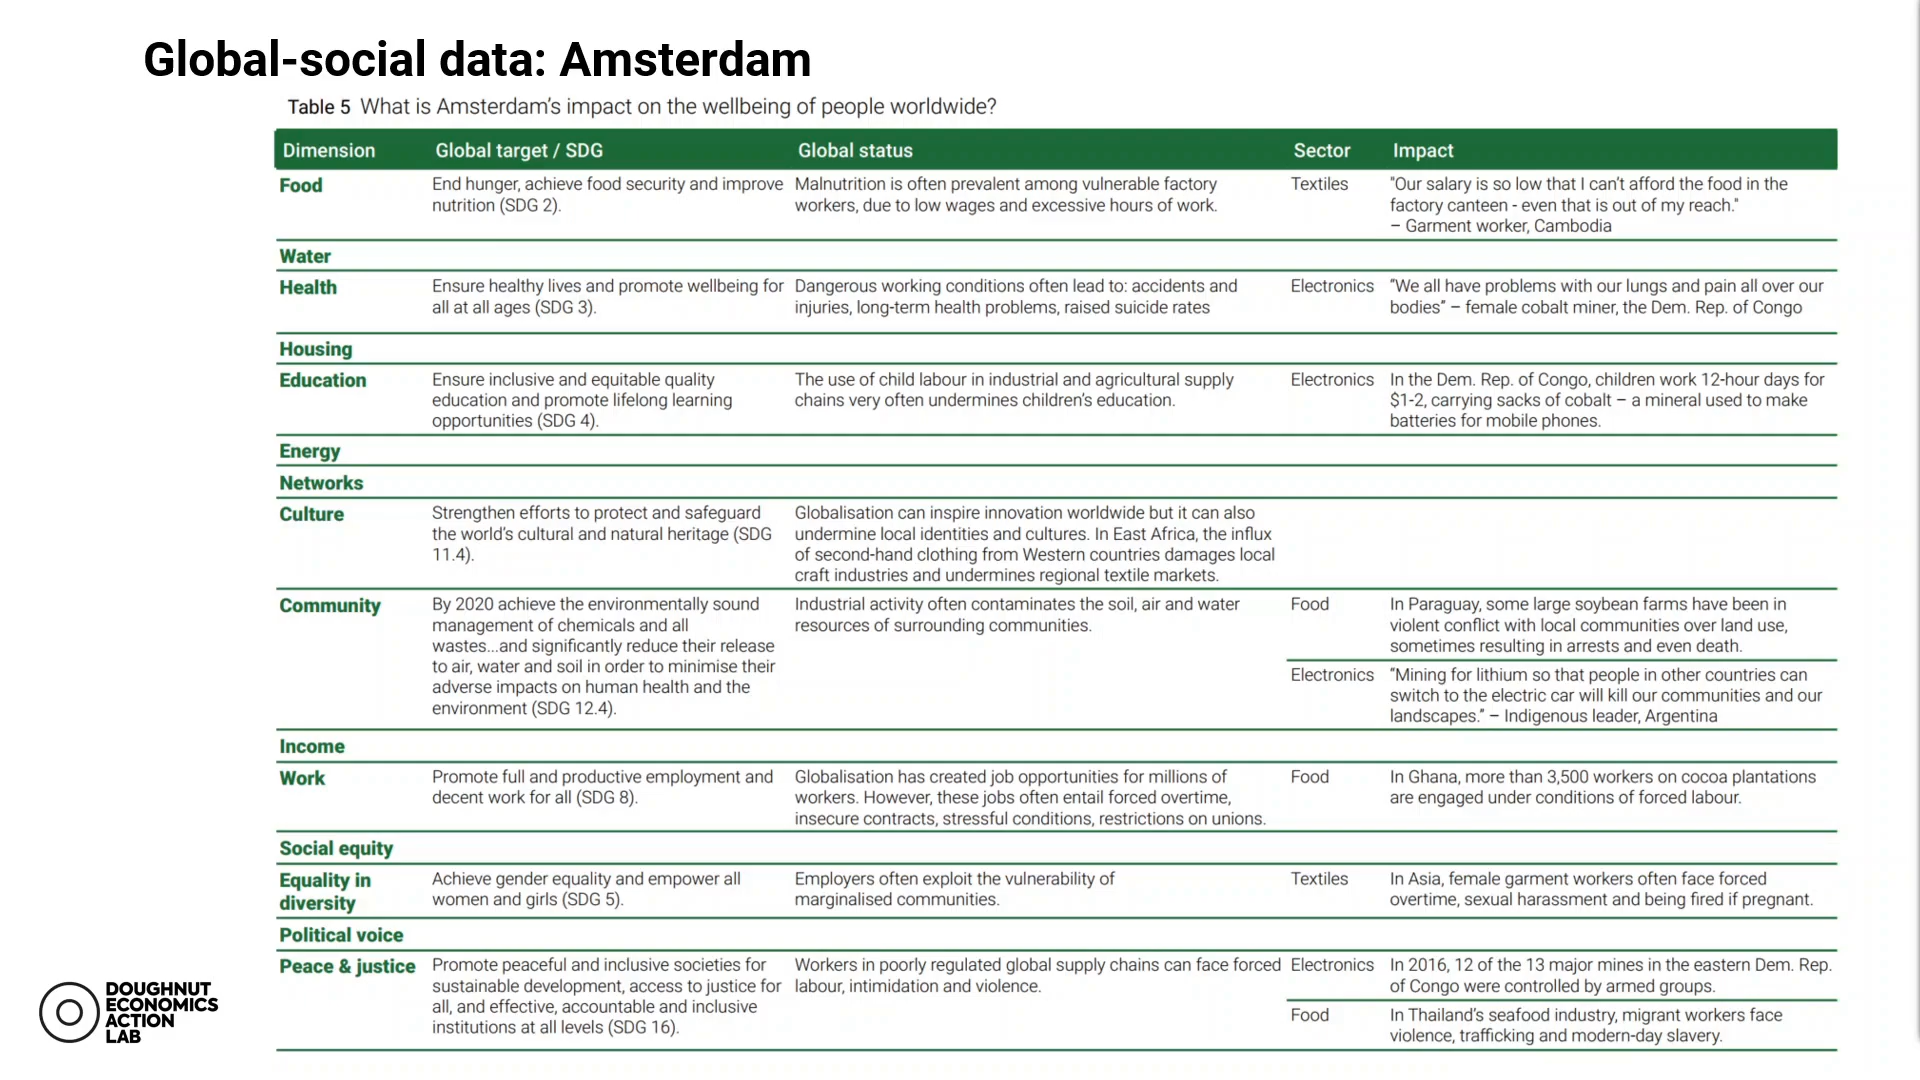 Global-social data: Amsterdam
Table 5 What is Amsterdam's impact on the wellbeing of people worldwide?
Dimension Global target / SDG Global status Sector Impact
Food
End hunger, achieve food security and improve
nutrition (SDG 2).
Malnutrition is often prevalent among vulnerable factory
workers, due to low wages and excessive hours of work.
Textiles
"Our salary is so low that I can't afford the food in the
factory canteen - even that is out of my reach."
– Garment worker, Cambodia
Water
Health
Ensure healthy lives and promote wellbeing for
all at all ages (SDG 3).
Dangerous working conditions often lead to: accidents and
injuries, long-term health problems, raised suicide rates
Electronics
“We all have problems with our lungs and pain all over our
bodies” – female cobalt miner, the Dem. Rep. of Congo
Housing
Education
Ensure inclusive and equitable quality
education and promote lifelong learning
opportunities (SDG 4).
The use of child labour in industrial and agricultural supply
chains very often undermines children's education.
Electronics
In the Dem. Rep. of Congo, children work 12-hour days for
$1-2, carrying sacks of cobalt – a mineral used to make
batteries for mobile phones.
Energy
Networks
Culture
Strengthen efforts to protect and safeguard
the world's cultural and natural heritage (SDG
11.4).
Globalisation can inspire innovation worldwide but it can also
undermine local identities and cultures. In East Africa, the influx
of second-hand clothing from Western countries damages local
craft industries and undermines regional textile markets.
Community
By 2020 achieve the environmentally sound
management of chemicals and all
wastes...and significantly reduce their release
to air, water and soil in order to minimise their
adverse impacts on human health and the
environment (SDG 12.4).
Industrial activity often contaminates the soil, air and water
resources of surrounding communities.
Food
In Paraguay, some large soybean farms have been in
violent conflict with local communities over land use,
sometimes resulting in arrests and even death.
Electronics
“Mining for lithium so that people in other countries can
switch to the electric car will kill our communities and our
landscapes.” – Indigenous leader, Argentina
Income
Work
Promote full and productive employment and
decent work for all (SDG 8).
Globalisation has created job opportunities for millions of
workers. However, these jobs often entail forced overtime,
insecure contracts, stressful conditions, restrictions on unions.
Food
In Ghana, more than 3,500 workers on cocoa plantations
are engaged under conditions of forced labour.
Social equity
Equality in
diversity
Achieve gender equality and empower all
women and girls (SDG 5).
Employers often exploit the vulnerability of
marginalised communities.
Textiles
In Asia, female garment workers often face forced
overtime, sexual harassment and being fired if pregnant.
Political voice
Peace & justice
Promote peaceful and inclusive societies for
sustainable development, access to justice for
all, and effective, accountable and inclusive
institutions at all levels (SDG 16).
Workers in poorly regulated global supply chains can face forced
labour, intimidation and violence.
Electronics
In 2016, 12 of the 13 major mines in the eastern Dem. Rep.
of Congo were controlled by armed groups.
Food
In Thailand's seafood industry, migrant workers face
violence, trafficking and modern-day slavery.
DOUGHNUT
ECONOMICS
ACTION
LAB